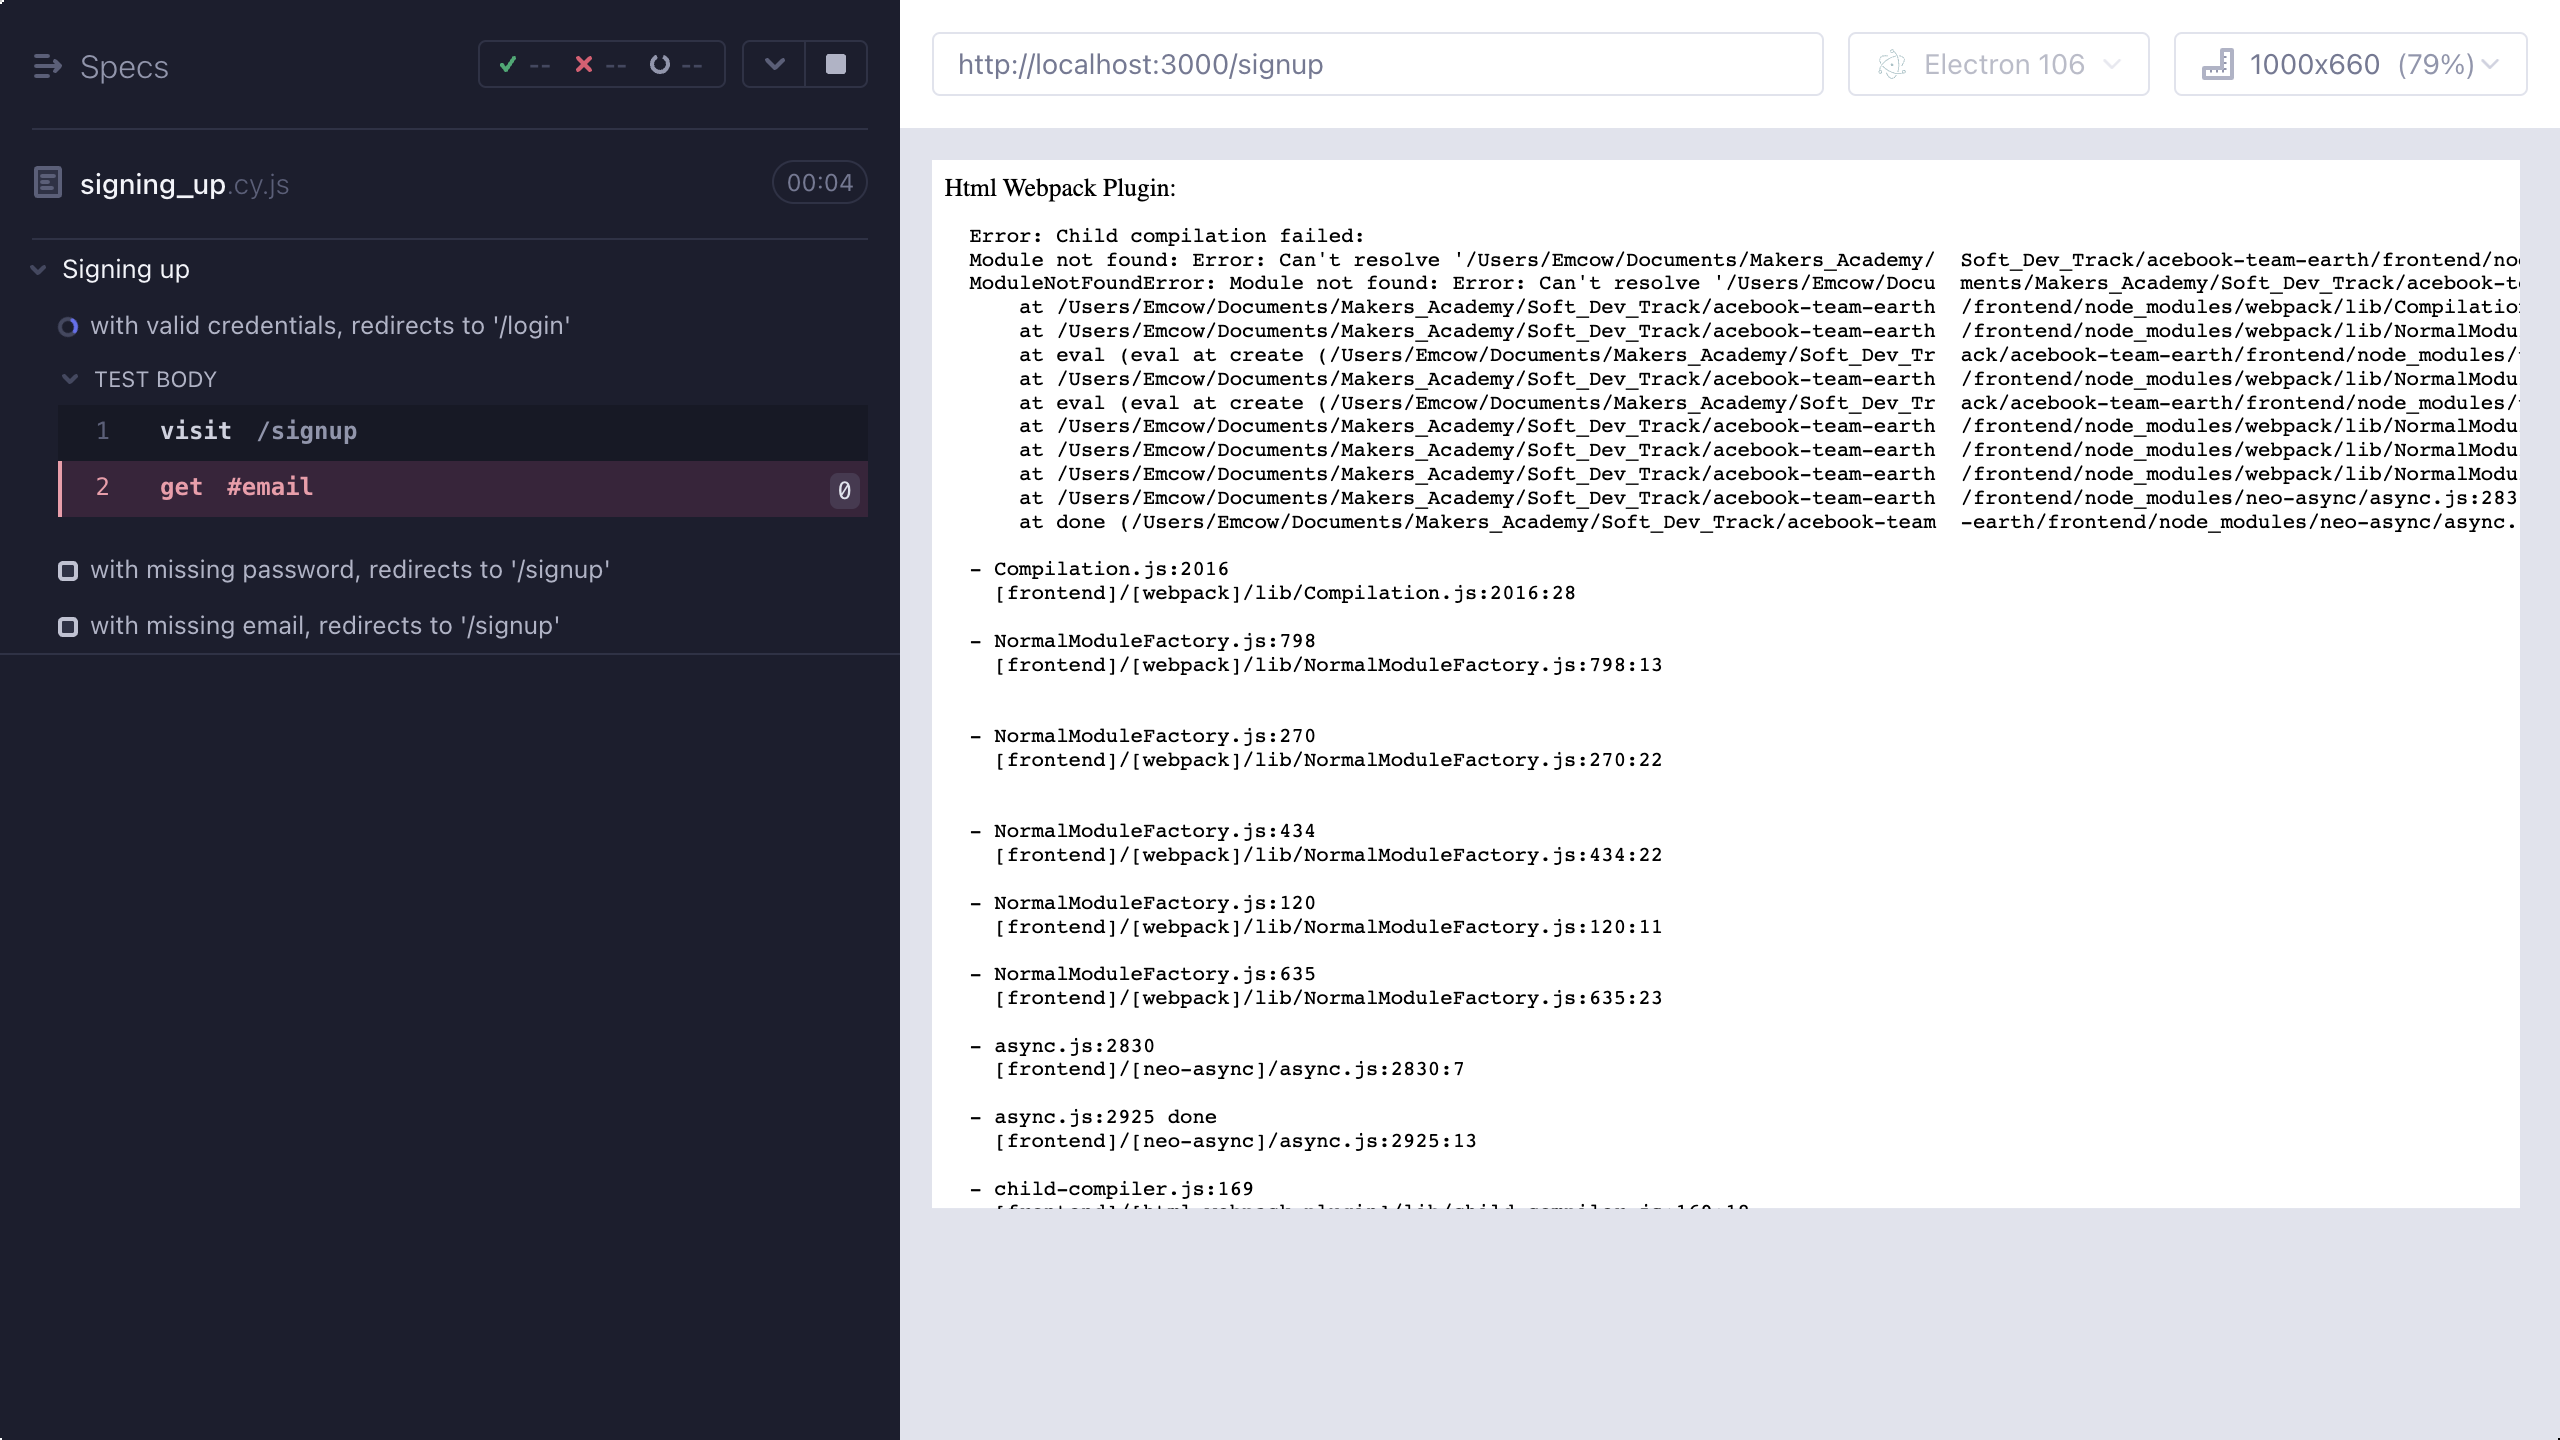 Specs
-- -- --
signing_up.cy.js
00:04
Signing up
with valid credentials, redirects to '/login'
TEST BODY
1 visit /signup
2 get #email 0
with missing password, redirects to '/signup'
with missing email, redirects to '/signup'
http://localhost:3000/signup
Electron 106
1000x660 (79%)
Html Webpack Plugin:
Error: Child compilation failed:
Module not found: Error: Can't resolve '/Users/Emcow/Documents/Makers_Academy/ Soft_Dev_Track/acebook-team-earth/frontend/no
ModuleNotFoundError: Module not found: Error: Can't resolve '/Users/Emcow/Docu ments/Makers_Academy/Soft_Dev_Track/acebook-t
at /Users/Emcow/Documents/Makers_Academy/Soft_Dev_Track/acebook-team-earth /frontend/node_modules/webpack/lib/Compilatio
at /Users/Emcow/Documents/Makers_Academy/Soft_Dev_Track/acebook-team-earth /frontend/node_modules/webpack/lib/NormalModu
at eval (eval at create (/Users/Emcow/Documents/Makers_Academy/Soft_Dev_Tr ack/acebook-team-earth/frontend/node_modules/
at /Users/Emcow/Documents/Makers_Academy/Soft_Dev_Track/acebook-team-earth /frontend/node_modules/webpack/lib/NormalModu
at eval (eval at create (/Users/Emcow/Documents/Makers_Academy/Soft_Dev_Tr ack/acebook-team-earth/frontend/node_modules/
at /Users/Emcow/Documents/Makers_Academy/Soft_Dev_Track/acebook-team-earth /frontend/node_modules/webpack/lib/NormalModu
at /Users/Emcow/Documents/Makers_Academy/Soft_Dev_Track/acebook-team-earth /frontend/node_modules/webpack/lib/NormalModu
at /Users/Emcow/Documents/Makers_Academy/Soft_Dev_Track/acebook-team-earth /frontend/node_modules/webpack/lib/NormalModu
at /Users/Emcow/Documents/Makers_Academy/Soft_Dev_Track/acebook-team-earth /frontend/node_modules/neo-async/async.js:283
at done (/Users/Emcow/Documents/Makers_Academy/Soft_Dev_Track/acebook-team -earth/frontend/node_modules/neo-async/async.
- Compilation.js:2016
[frontend]/[webpack]/lib/Compilation.js:2016:28
- NormalModuleFactory.js:798
[frontend]/[webpack]/lib/NormalModuleFactory.js:798:13
- NormalModuleFactory.js:270
[frontend]/[webpack]/lib/NormalModuleFactory.js:270:22
- NormalModuleFactory.js:434
[frontend]/[webpack]/lib/NormalModuleFactory.js:434:22
- NormalModuleFactory.js:120
[frontend]/[webpack]/lib/NormalModuleFactory.js:120:11
- NormalModuleFactory.js:635
[frontend]/[webpack]/lib/NormalModuleFactory.js:635:23
- async.js:2830
[frontend]/[neo-async]/async.js:2830:7
- async.js:2925 done
[frontend]/[neo-async]/async.js:2925:13
- child-compiler.js:169